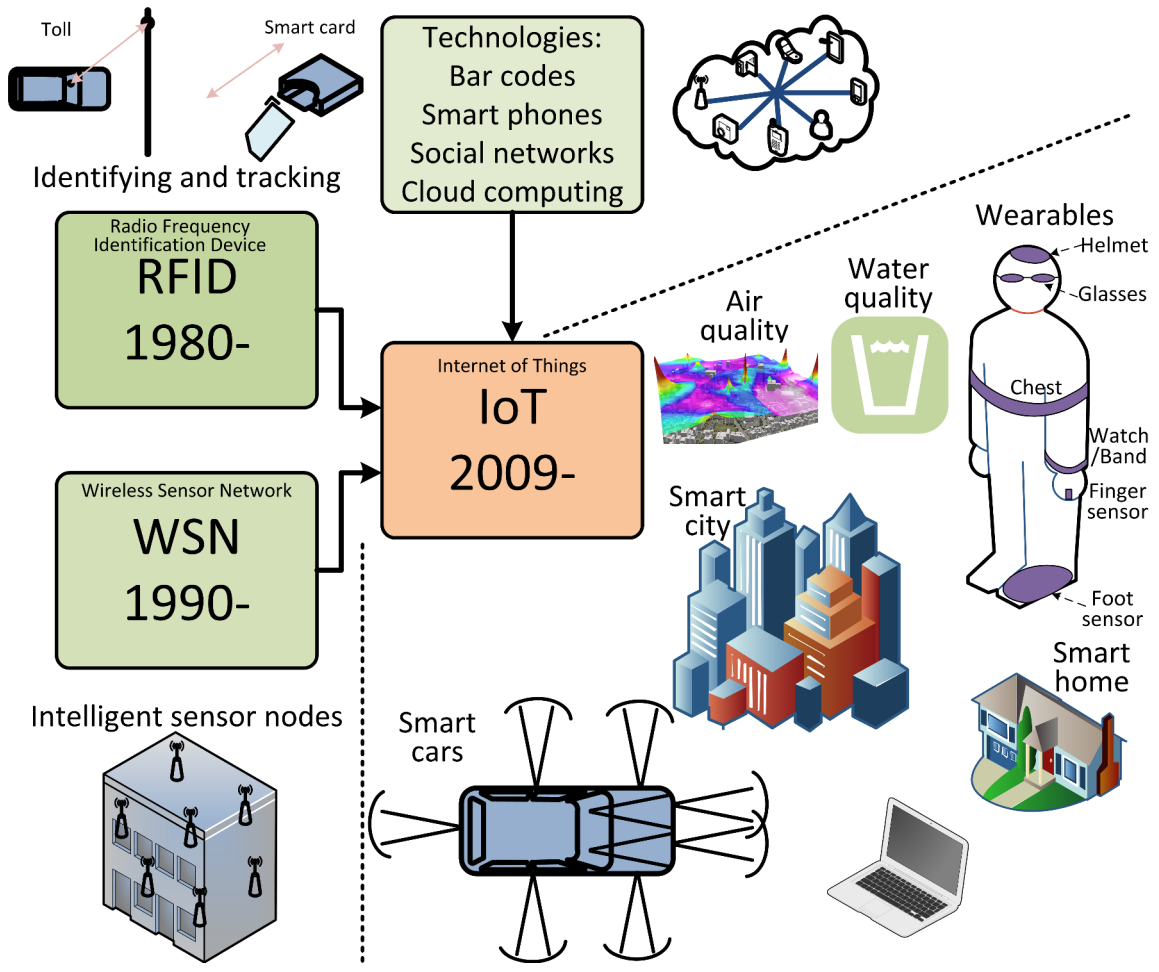 Toll
Smart card
Identifying and tracking
Technologies:
Bar codes
Smart phones
Social networks
Cloud computing
Radio Frequency
Identification Device
RFID
1980-
Wireless Sensor Network
WSN
1990-
Internet of Things
IoT
2009-
Intelligent sensor nodes
Air
quality
Water
quality
Wearables
Helmet
Glasses
Chest
Watch
/Band
Finger
sensor
Foot
sensor
Smart
city
Smart
home
Smart
cars